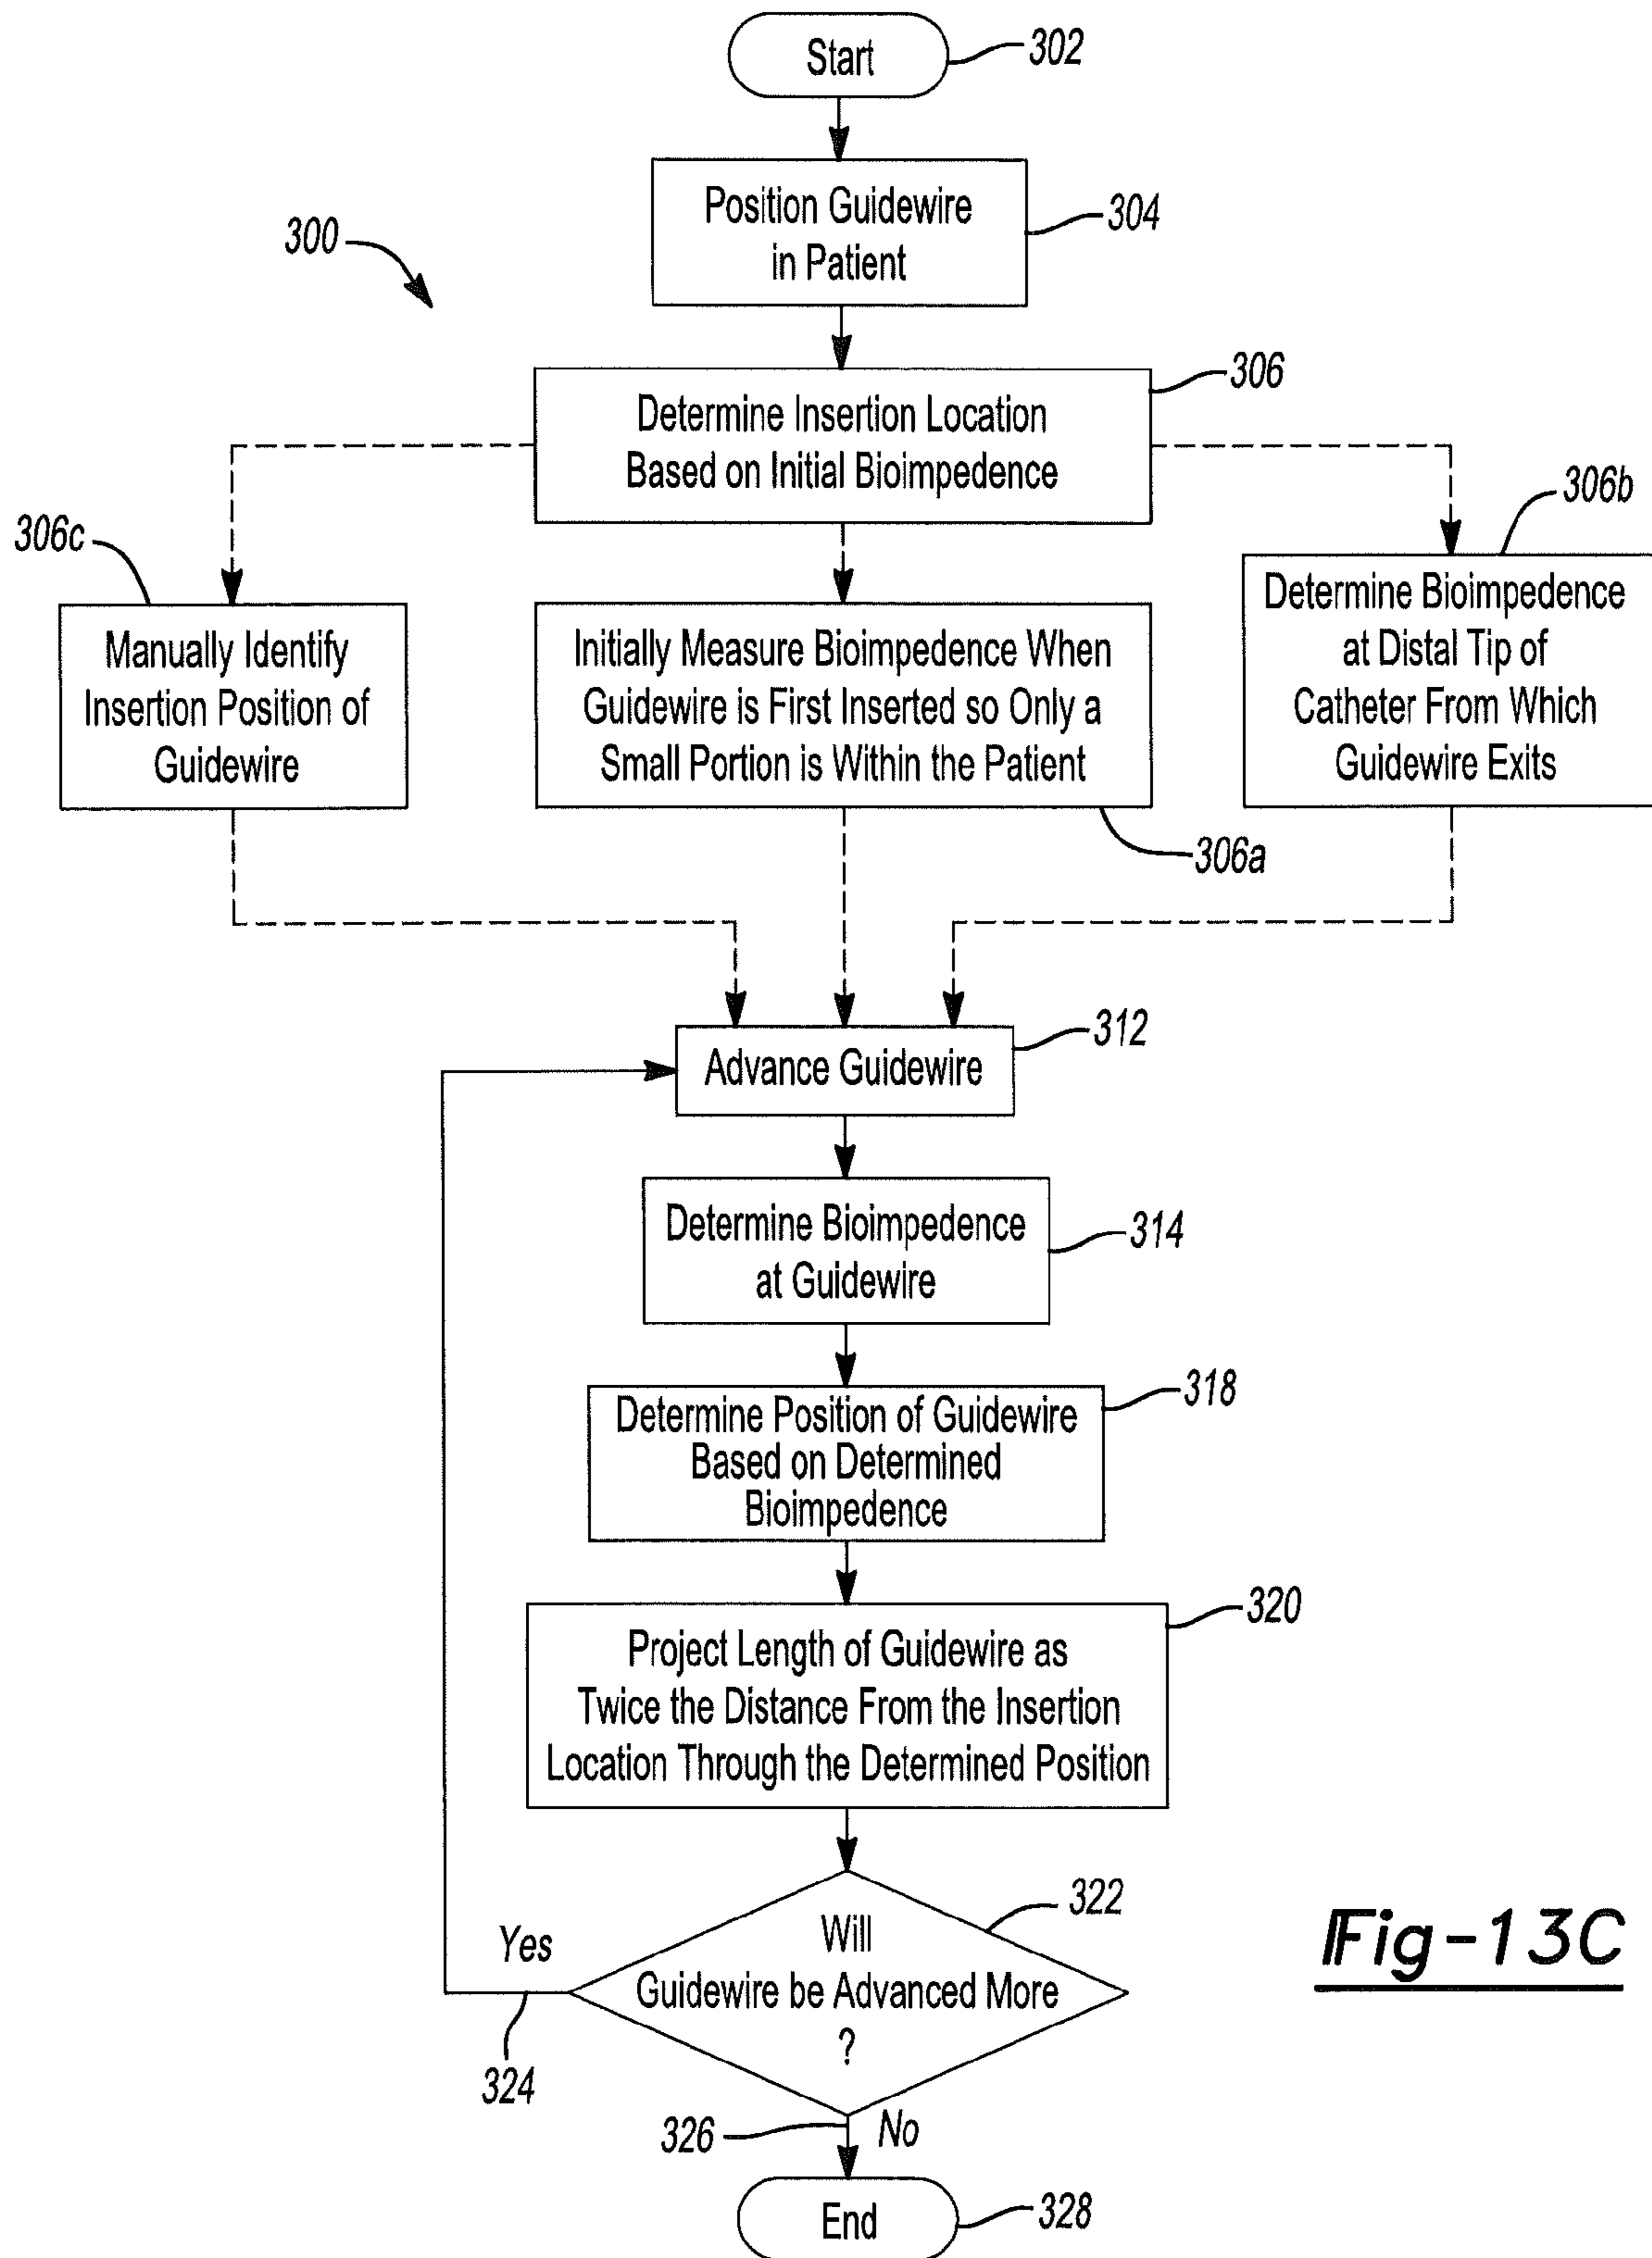 Start
302
Position Guidewire
in Patient
304
300
306
Determine Insertion Location
Based on Initial Bioimpedence
306b
306c
Manually Identify
Insertion Position of
Guidewire
Initially Measure Bioimpedence When
Guidewire is First Inserted so Only a
Small Portion is Within the Patient
Determine Bioimpedence
at Distal Tip of
Catheter From Which
Guidewire Exits
306a
312
Advance Guidewire
Determine Bioimpedence
at Guidewire
314
318
Determine Position of Guidewire
Based on Determined
Bioimpedence
320
Project Length of Guidewire as
Twice the Distance From the Insertion
Location Through the Determined Position
322
Will
Guidewire be Advanced More
?
Yes
324
326
No
End
328
Fig-13C